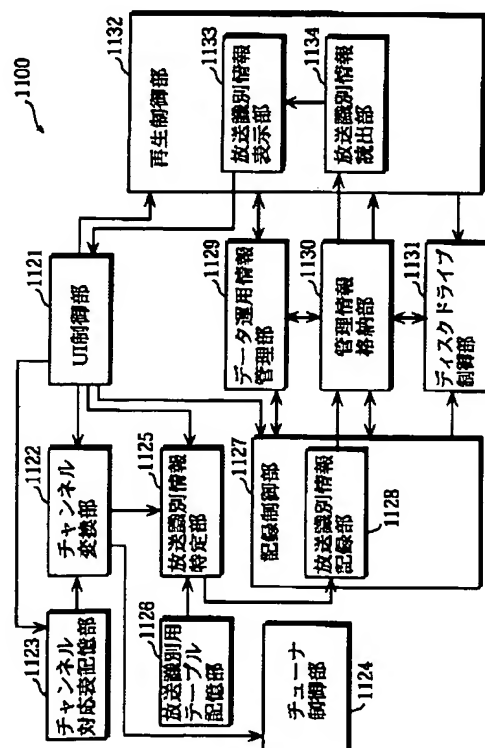 1100
1121
UI制御部
1122
チャンネル
変換部
1123
チャンネル
対応表記憶部
1125
放送識別情報
特定部
1126
放送識別用
テーブル
記憶部
1124
チューナ
制御部
1127
記録制御部
放送識別情報
記録部
1128
1129
データ運用情報
管理部
1130
管理情報
格納部
1131
ディスクドライブ
制御部
1132
再生制御部
1133
放送識別情報
表示部
1134
放送識別情報
読出部